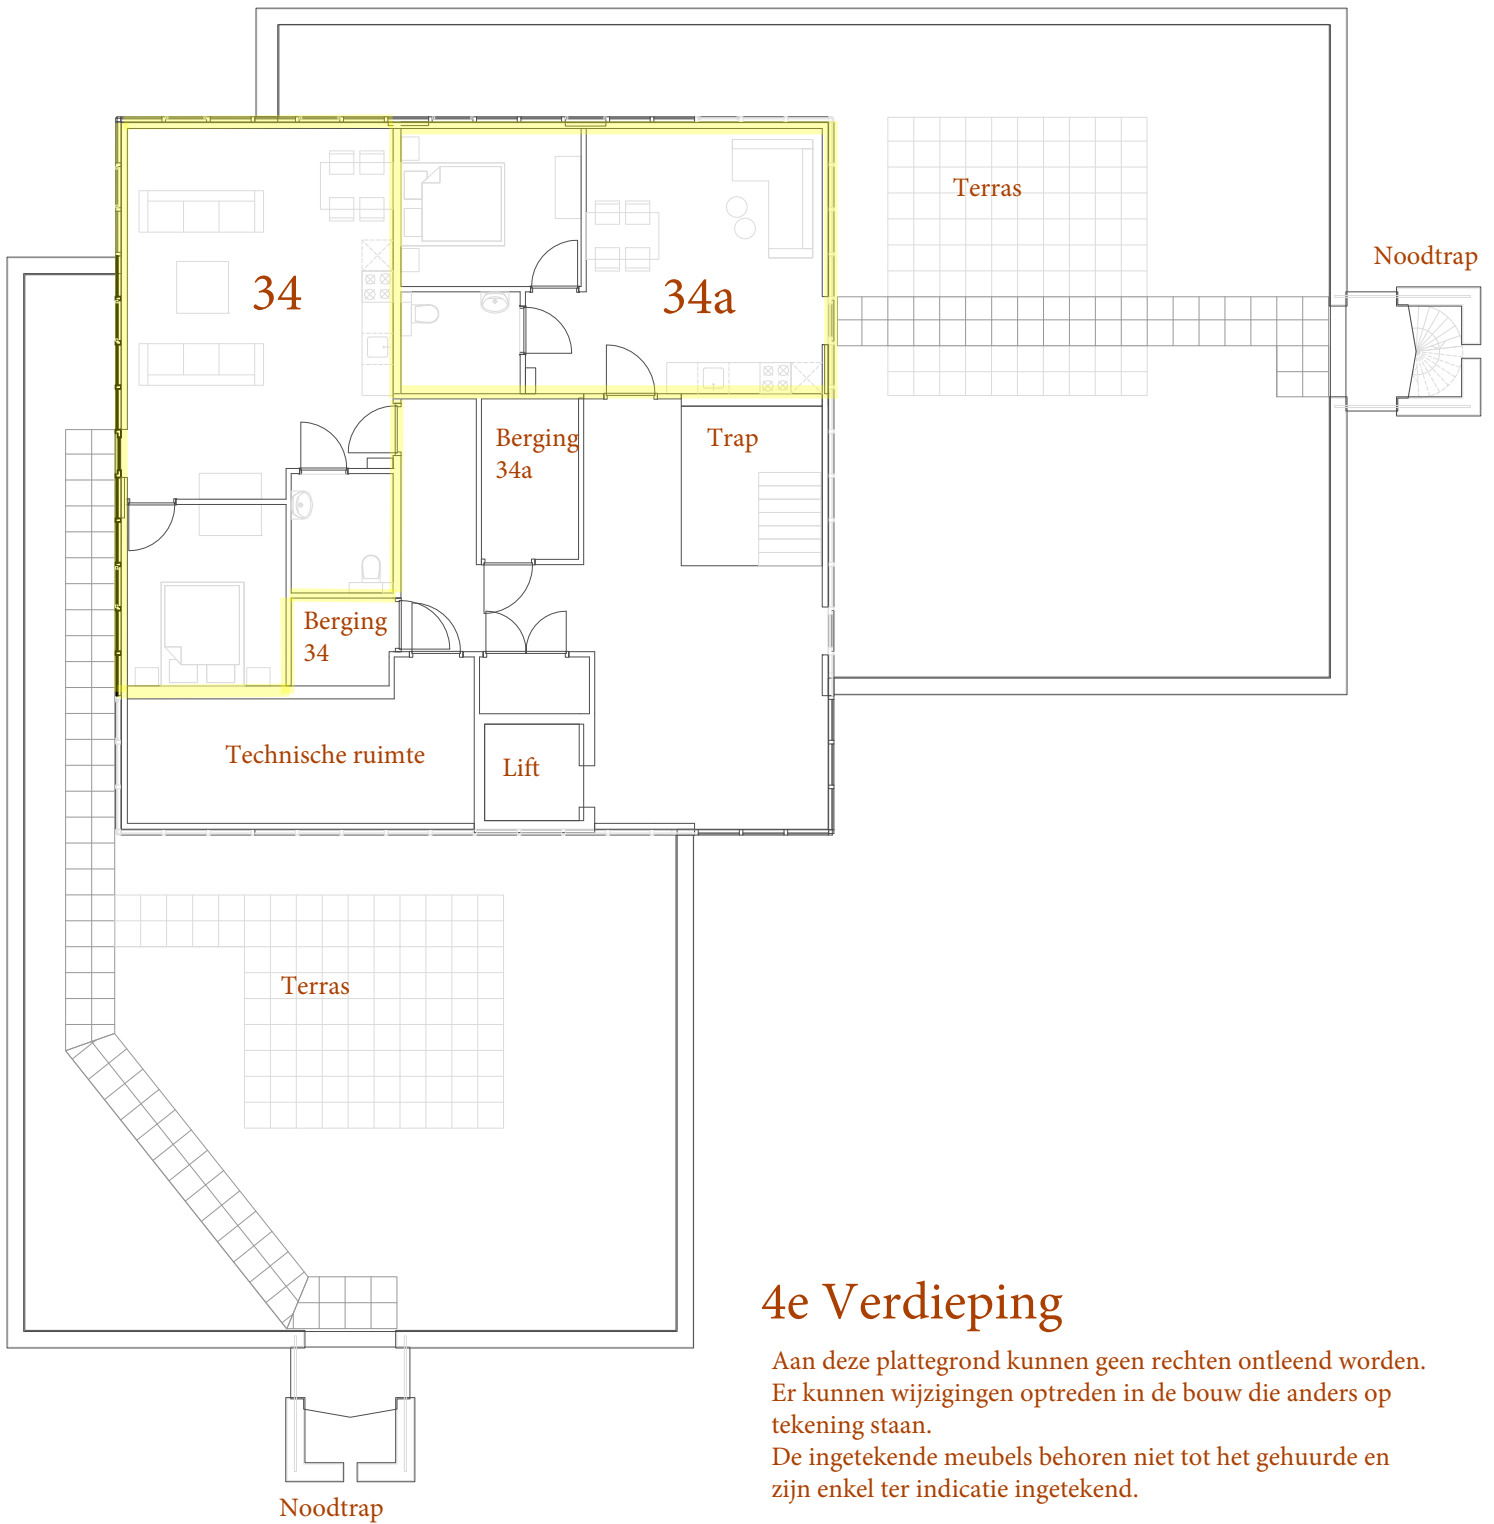 Terras
Noodtrap
34
34a
Berging
34a
Trap
Berging
34
Technische ruimte
Lift
Terras
4e Verdieping
Aan deze plattegrond kunnen geen rechten ontleend worden.
Er kunnen wijzigingen optreden in de bouw die anders op
tekening staan.
De ingetekende meubels behoren niet tot het gehuurde en
zijn enkel ter indicatie ingetekend.
Noodtrap